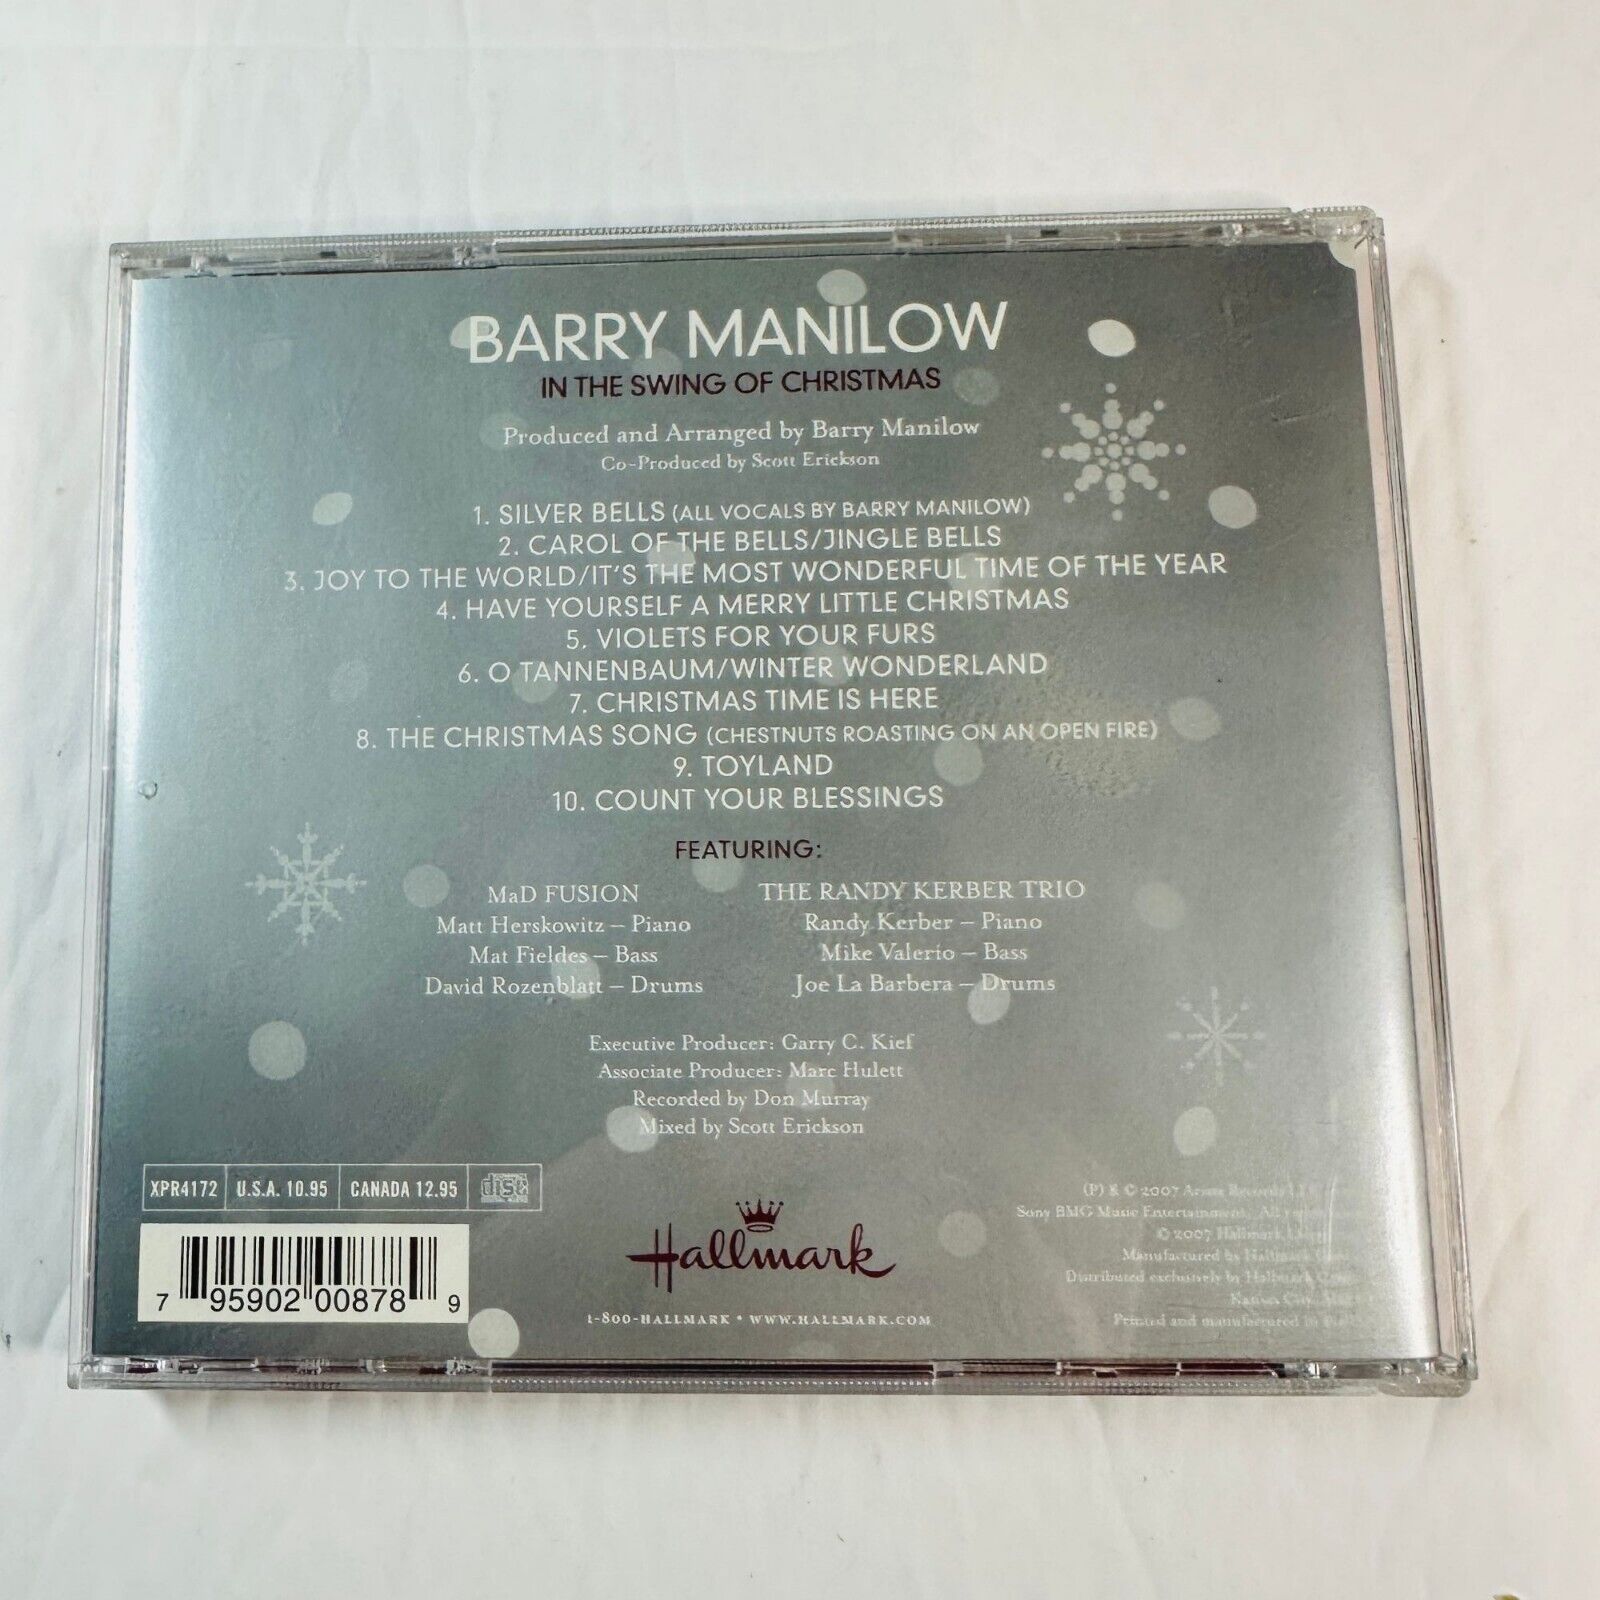 BARRY MANILOW
IN THE SWING OF CHRISTMAS
Produced and Arranged by Barry Manilow
Co-Produced by Scott Erickson
1. SILVER BELLS (ALL VOCALS BY BARRY MANILOW)
2. CAROL OF THE BELLS/JINGLE BELLS
3. JOY TO THE WORLD/IT'S THE MOST WONDERFUL TIME OF THE YEAR
4. HAVE YOURSELF A MERRY LITTLE CHRISTMAS
5. VIOLETS FOR YOUR FURS
6. O TANNENBAUM/WINTER WONDERLAND
7. CHRISTMAS TIME IS HERE
8. THE CHRISTMAS SONG (CHESTNUTS ROASTING ON AN OPEN FIRE)
9. TOYLAND
10. COUNT YOUR BLESSINGS
FEATURING:
MaD FUSION
Matt Herskowitz – Piano
Mat Fieldes – Bass
David Rozenblatt – Drums
THE RANDY KERBER TRIO
Randy Kerber – Piano
Mike Valerio – Bass
Joe La Barbera – Drums
Executive Producer: Garry C. Kief
Associate Producer: Marc Hulett
Recorded by Don Murray
Mixed by Scott Erickson
XPR4172 U.S.A. 10.95 CANADA 12.95 disc
7 95902 00878 9
Hallmark
1-800-HALLMARK • WWW.HALLMARK.COM
(P) & © 2007 Arista Records
Sony BMG Music Entertainment. All
© 2007 Hallmark
Manufactured by Hallmark
Distributed exclusively by Hallmark
Kansas City,
Printed and manufactured in